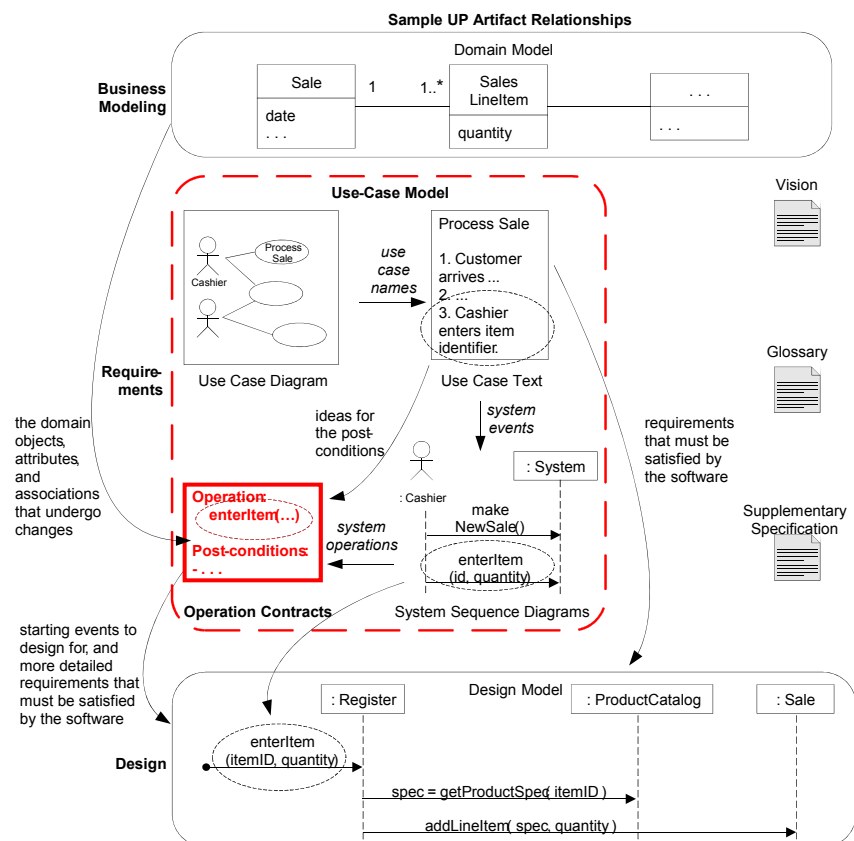 Sample UP Artifact Relationships
Domain Model
Business
Modeling
Sale
date
. . .
1
1..*
Sales
LineItem
quantity
. . .
. . .
Use-Case Model
Vision
Process
Sale
Cashier
Use Case Diagram
use
case
names
Process Sale
1. Customer
arrives ...
2. ...
3. Cashier
enters item
identifier.
Use Case Text
Glossary
Require-
ments
the domain
objects,
attributes,
and
associations
that undergo
changes
ideas for
the post-
conditions
system
events
requirements
that must be
satisfied by
the software
: Cashier
: System
Operation:
enterItem(…)
Post-conditions:
- . . .
Operation Contracts
system
operations
make
NewSale()
enterItem
(id, quantity)
System Sequence Diagrams
Supplementary
Specification
starting events to
design for, and
more detailed
requirements that
must be satisfied
by the software
Design Model
: Register
: ProductCatalog
: Sale
Design
enterItem
(itemID, quantity)
spec = getProductSpec( itemID )
addLineItem( spec, quantity )